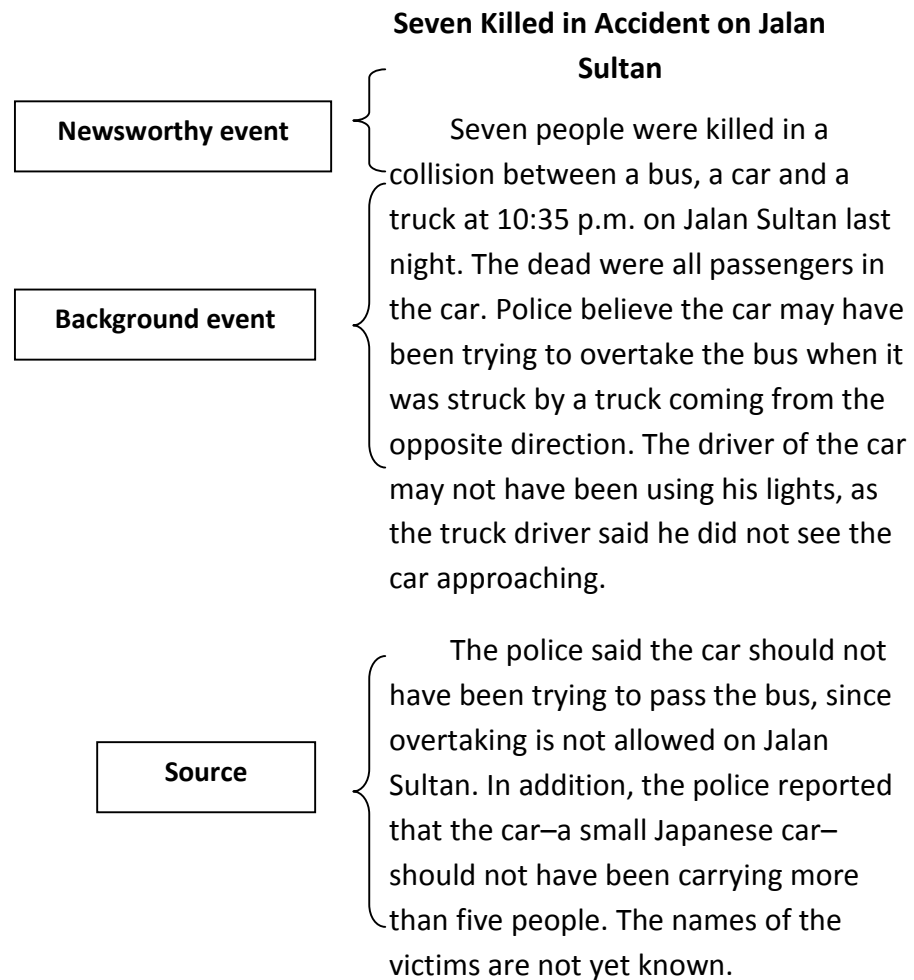 Seven Killed in Accident on Jalan
Sultan
Newsworthy event
Seven people were killed in a
collision between a bus, a car and a
truck at 10:35 p.m. on Jalan Sultan last
night. The dead were all passengers in
Background event
the car. Police believe the car may have
been trying to overtake the bus when it
was struck by a truck coming from the
opposite direction. The driver of the car
may not have been using his lights, as
the truck driver said he did not see the
car approaching.
The police said the car should not
have been trying to pass the bus, since
overtaking is not allowed on Jalan
Source
Sultan. In addition, the police reported
that the car–a small Japanese car–
should not have been carrying more
than five people. The names of the
victims are not yet known.